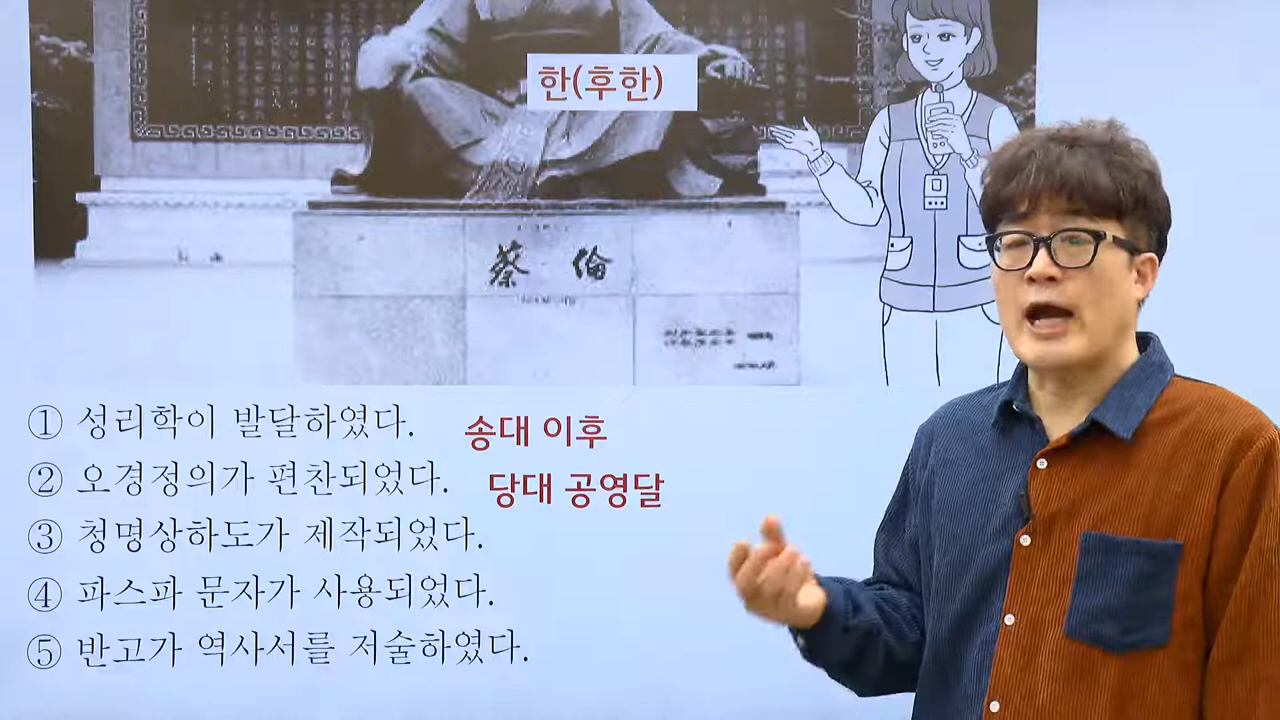 한(후한)
蔡 倫
① 성리학이 발달하였다. 송대 이후
② 오경정의가 편찬되었다. 당대 공영달
③ 청명상하도가 제작되었다.
④ 파스파 문자가 사용되었다.
⑤ 반고가 역사서를 저술하였다.